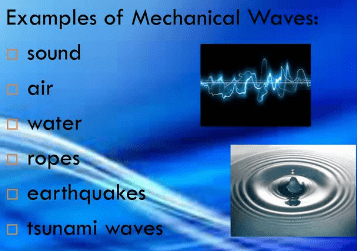 Examples of Mechanical Waves:
sound
air
water
ropes
earthquakes
tsunami waves